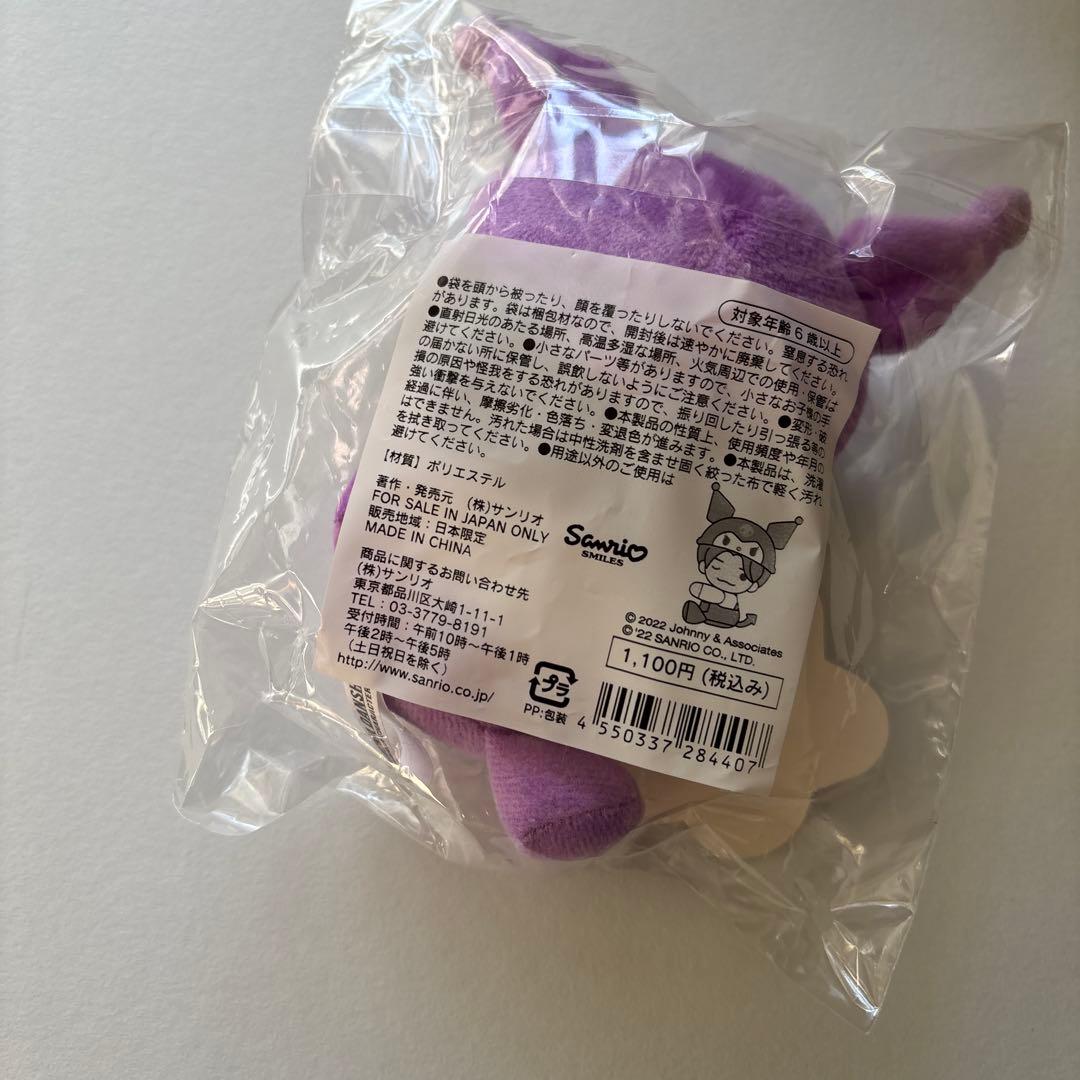 対象年齢6歳以上
●袋を頭から被ったり、顔を覆ったりしないでください。窒息する恐れ
があります。袋は梱包材なので、開封後は速やかに廃棄してください。
●直射日光のあたる場所、高温多湿な場所、火気周辺での使用・保管は
避けてください。●小さなパーツ等がありますので、小さなお子様の手
の届かない所に保管し、誤飲しないようにご注意ください。●変形・破
損の原因や怪我をする恐れがありますので、振り回したり引っ張る等の
強い衝撃を与えないでください。●本製品の性質上、使用頻度や年月の
経過に伴い、摩擦劣化・色落ち・変退色が進みます。●本製品は、洗濯
はできません。汚れた場合は中性洗剤を含ませ固く絞った布で軽く汚れ
を拭き取ってください。●用途以外のご使用は
避けてください。
【材質】ポリエステル
著作・発売元 (株)サンリオ
FOR SALE IN JAPAN ONLY
販売地域:日本限定
MADE IN CHINA
商品に関するお問い合わせ先
(株)サンリオ
東京都品川区大崎1-11-1
TEL:03-3779-8191
受付時間:午前10時～午後1時
午後2時～午後5時
(土日祝日を除く)
http://www.sanrio.co.jp/
Sanrio
SMILES
© 2022 Johnny & Associates
© '22 SANRIO CO., LTD.
1,100円(税込み)
プラ
PP:包装
4 550337 284407